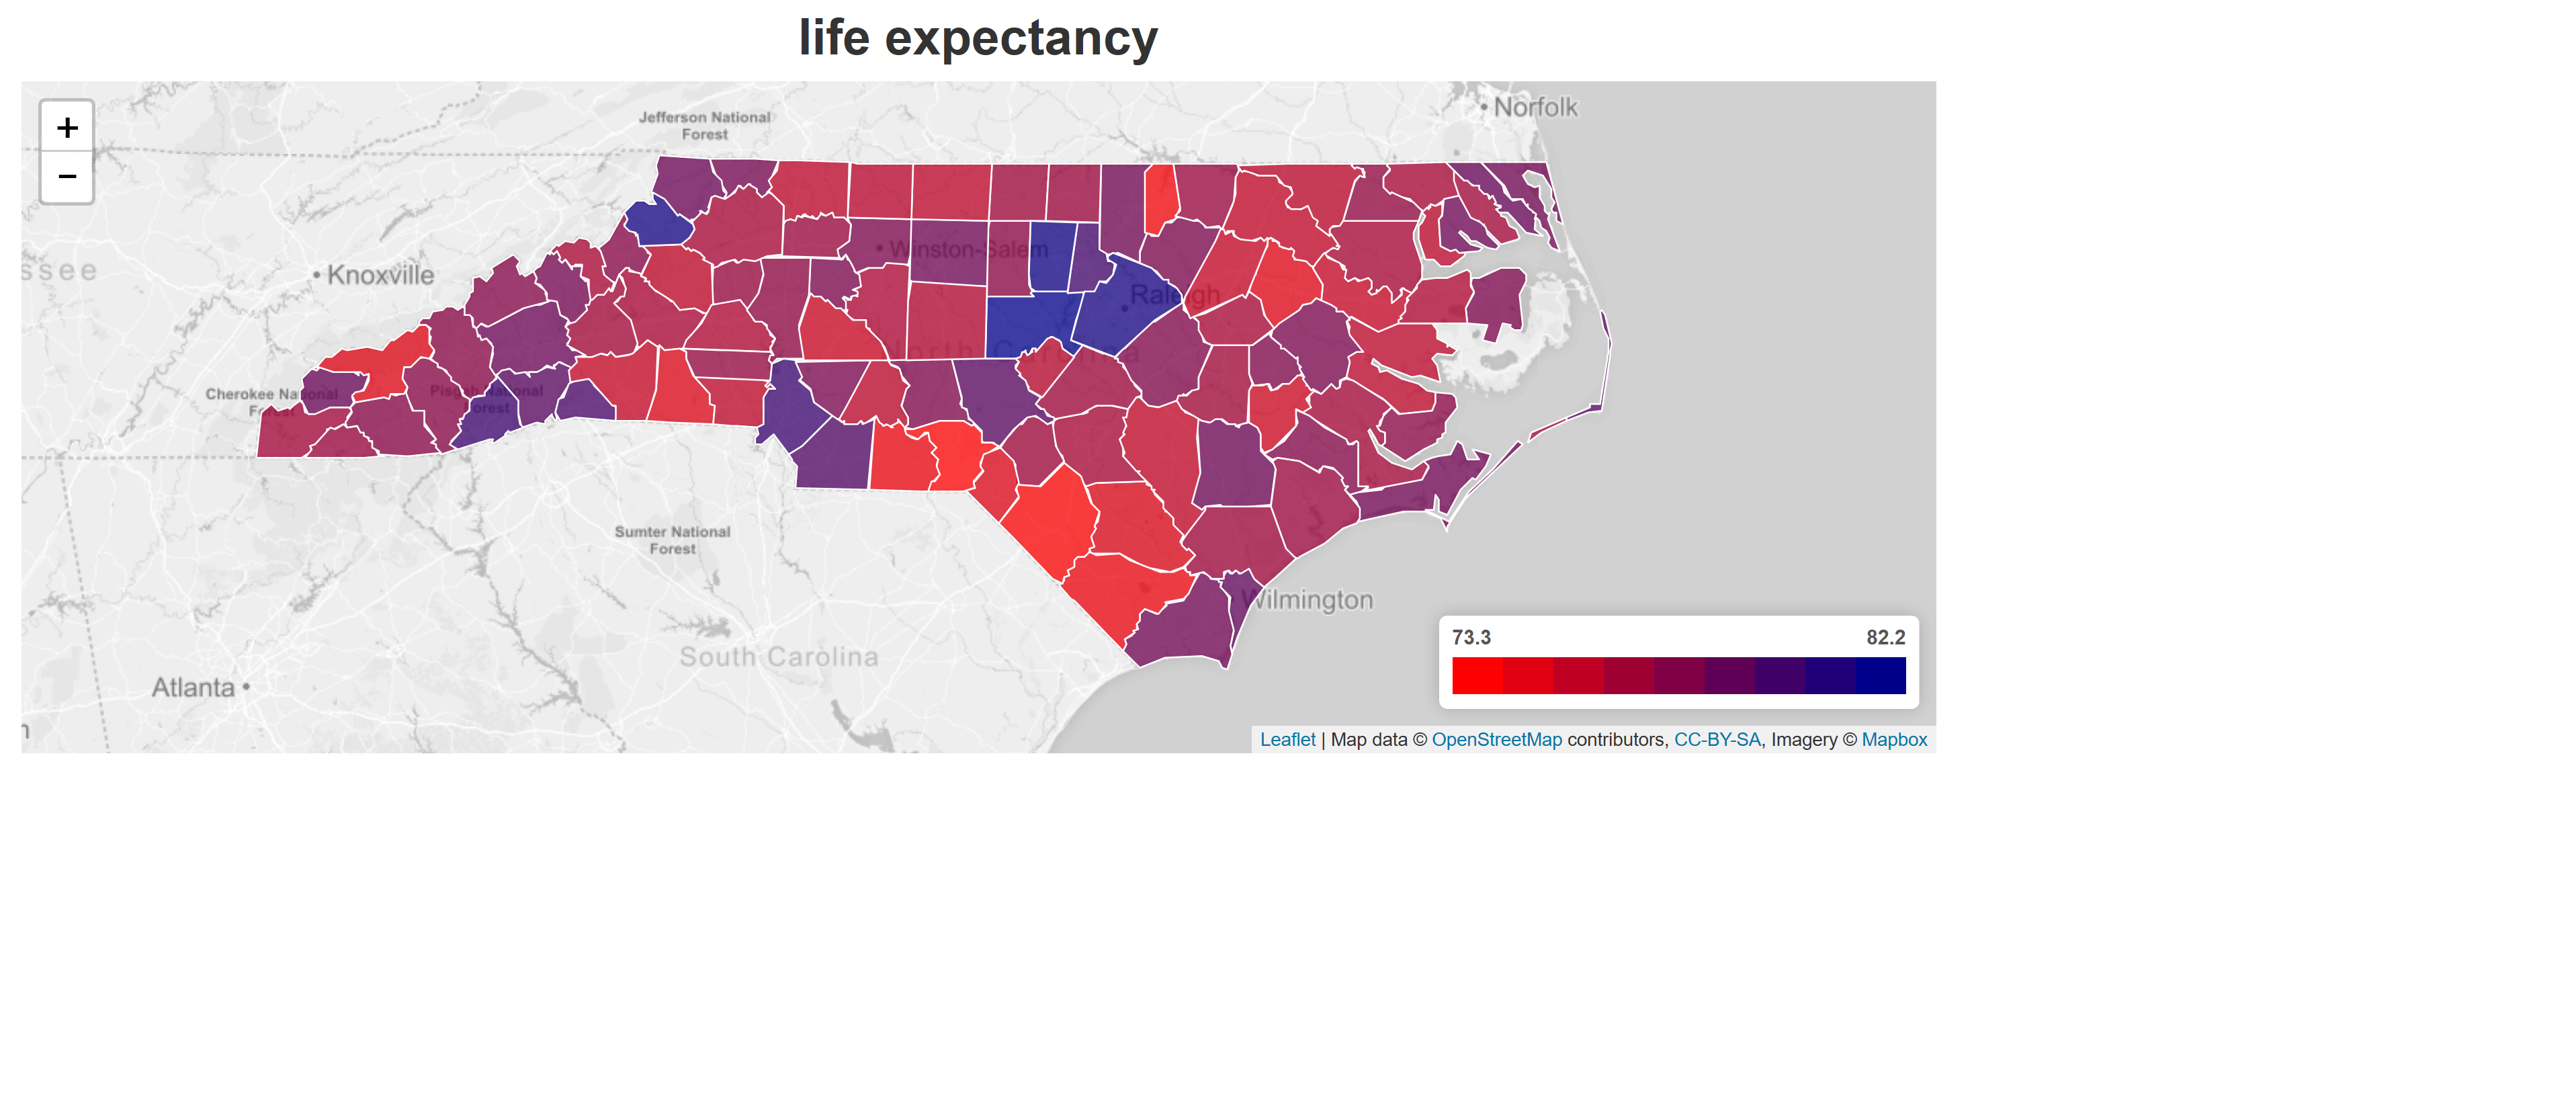 life expectancy
+
−
Jefferson National
Forest
Norfolk
Winston-Salem
Knoxville
ssee
Raleigh
North Carolina
Cherokee National
Forest
Pisgah National
Forest
Sumter National
Forest
Wilmington
South Carolina
Atlanta
73.3 82.2
Leaflet | Map data © OpenStreetMap contributors, CC-BY-SA, Imagery © Mapbox